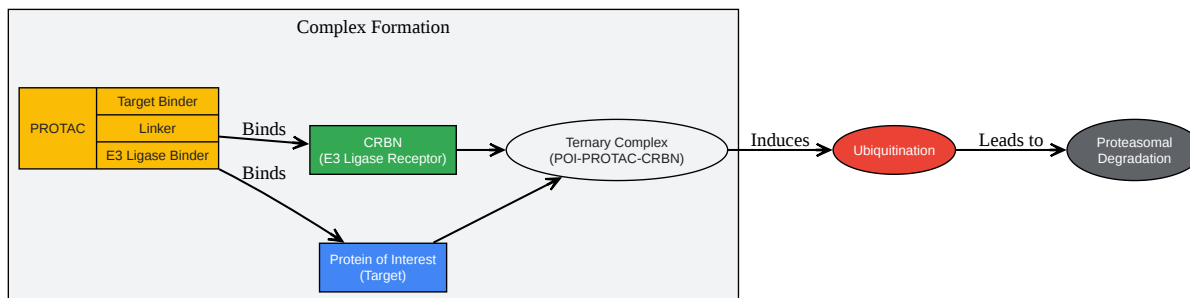 Complex Formation
PROTAC
Target Binder
Linker
E3 Ligase Binder
Binds
Binds
CRBN
(E3 Ligase Receptor)
Protein of Interest
(Target)
Ternary Complex
(POI-PROTAC-CRBN)
Induces
Ubiquitination
Leads to
Proteasomal
Degradation